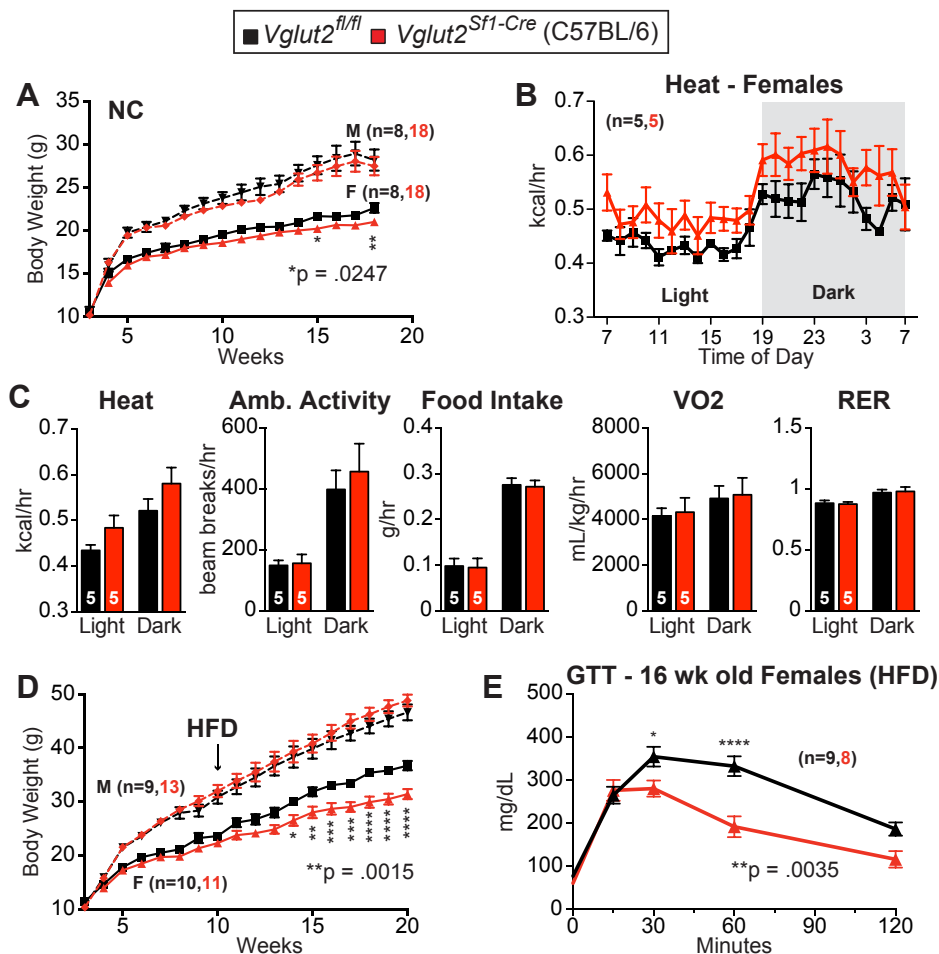 Vglut2fl/fl Vglut2Sf1-Cre (C57BL/6)
A
NC
Body Weight (g)
35
30
25
20
15
10
M (n=8,18)
F (n=8,18)
*
**
*p = .0247
5 10 15 20
Weeks
B
Heat - Females
kcal/hr
0.7
0.6
0.5
0.4
0.3
(n=5,5)
Light Dark
7 11 15 19 23 3 7
Time of Day
C
Heat
kcal/hr
0.7
0.6
0.5
0.4
0.3
5 5
Light Dark
Amb. Activity
beam breaks/hr
600
400
200
0
5 5
Light Dark
Food Intake
g/hr
0.4
0.3
0.2
0.1
0
5 5
Light Dark
VO2
mL/kg/hr
8000
6000
4000
2000
0
5 5
Light Dark
RER
1.5
1
0.5
0
5 5
Light Dark
D
Body Weight (g)
50
40
30
20
10
HFD
M (n=9,13)
F (n=10,11)
* ** *** *** **** **** ****
**p = .0015
5 10 15 20
Weeks
E
GTT - 16 wk old Females (HFD)
mg/dL
500
400
300
200
100
0
*
****
(n=9,8)
**p = .0035
0 30 60 90 120
Minutes